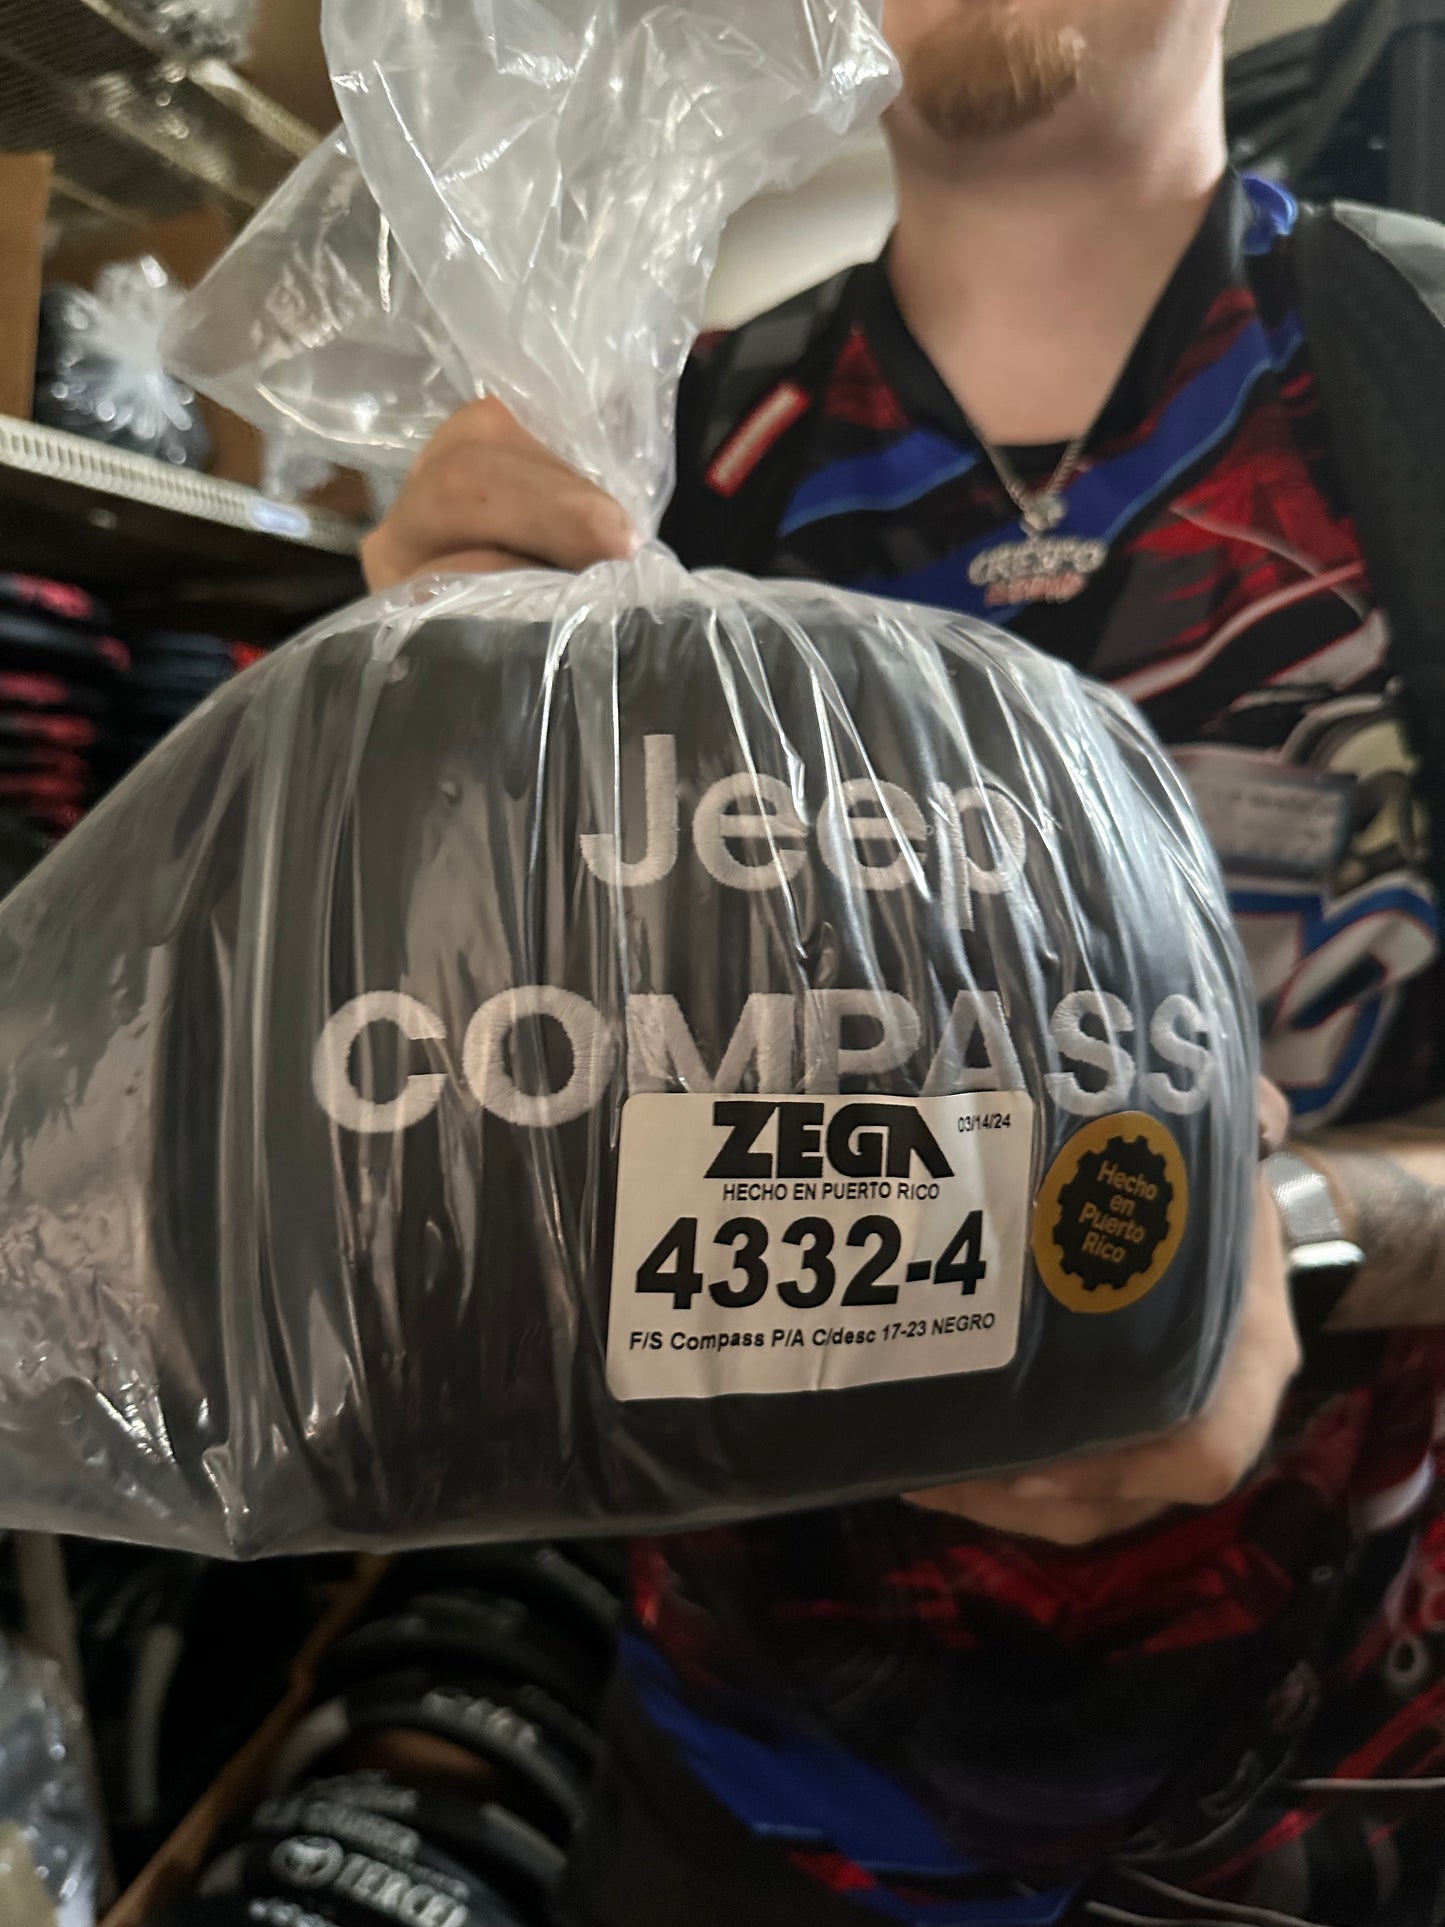 Jeep
COMPASS
ZEGA
03/14/24
HECHO EN PUERTO RICO
4332-4
F/S Compass P/A C/desc 17-23 NEGRO
Hecho
en
Puerto
Rico
TERCEL